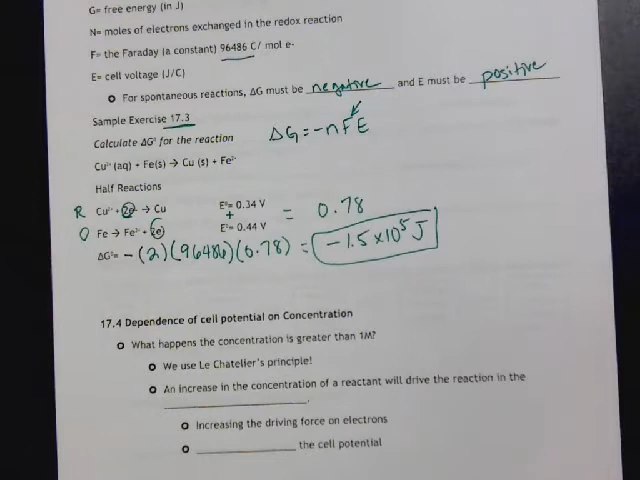 G= free energy (in J)
N= moles of electrons exchanged in the redox reaction
F= the Faraday (a constant) 96486 C/ mol e-
E= cell voltage (J/C)
o For spontaneous reactions, ΔG must be negative and E must be positive
Sample Exercise 17.3
Calculate ΔG° for the reaction
ΔG = -nFE
Cu²⁺ (aq) + Fe(s) → Cu (s) + Fe²⁺
Half Reactions
R Cu²⁺ + 2e- → Cu E°= 0.34 V
+ = 0.78
O Fe → Fe²⁺ + 2e- E°= 0.44 V
ΔG°= -(2)(96486)(0.78) = -1.5 x 10⁵ J
17.4 Dependence of cell potential on Concentration
o What happens the concentration is greater than 1M?
o We use Le Chatelier's principle!
o An increase in the concentration of a reactant will drive the reaction in the
____________________.
o Increasing the driving force on electrons
o ______________ the cell potential